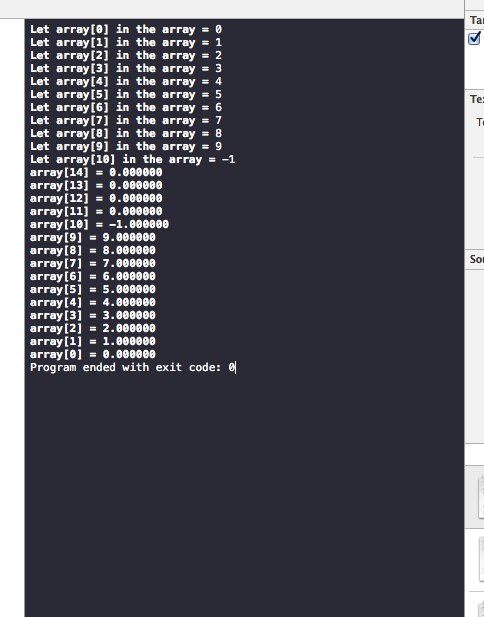 Let array[0] in the array = 0
Let array[1] in the array = 1
Let array[2] in the array = 2
Let array[3] in the array = 3
Let array[4] in the array = 4
Let array[5] in the array = 5
Let array[6] in the array = 6
Let array[7] in the array = 7
Let array[8] in the array = 8
Let array[9] in the array = 9
Let array[10] in the array = -1
array[14] = 0.000000
array[13] = 0.000000
array[12] = 0.000000
array[11] = 0.000000
array[10] = -1.000000
array[9] = 9.000000
array[8] = 8.000000
array[7] = 7.000000
array[6] = 6.000000
array[5] = 5.000000
array[4] = 4.000000
array[3] = 3.000000
array[2] = 2.000000
array[1] = 1.000000
array[0] = 0.000000
Program ended with exit code: 0